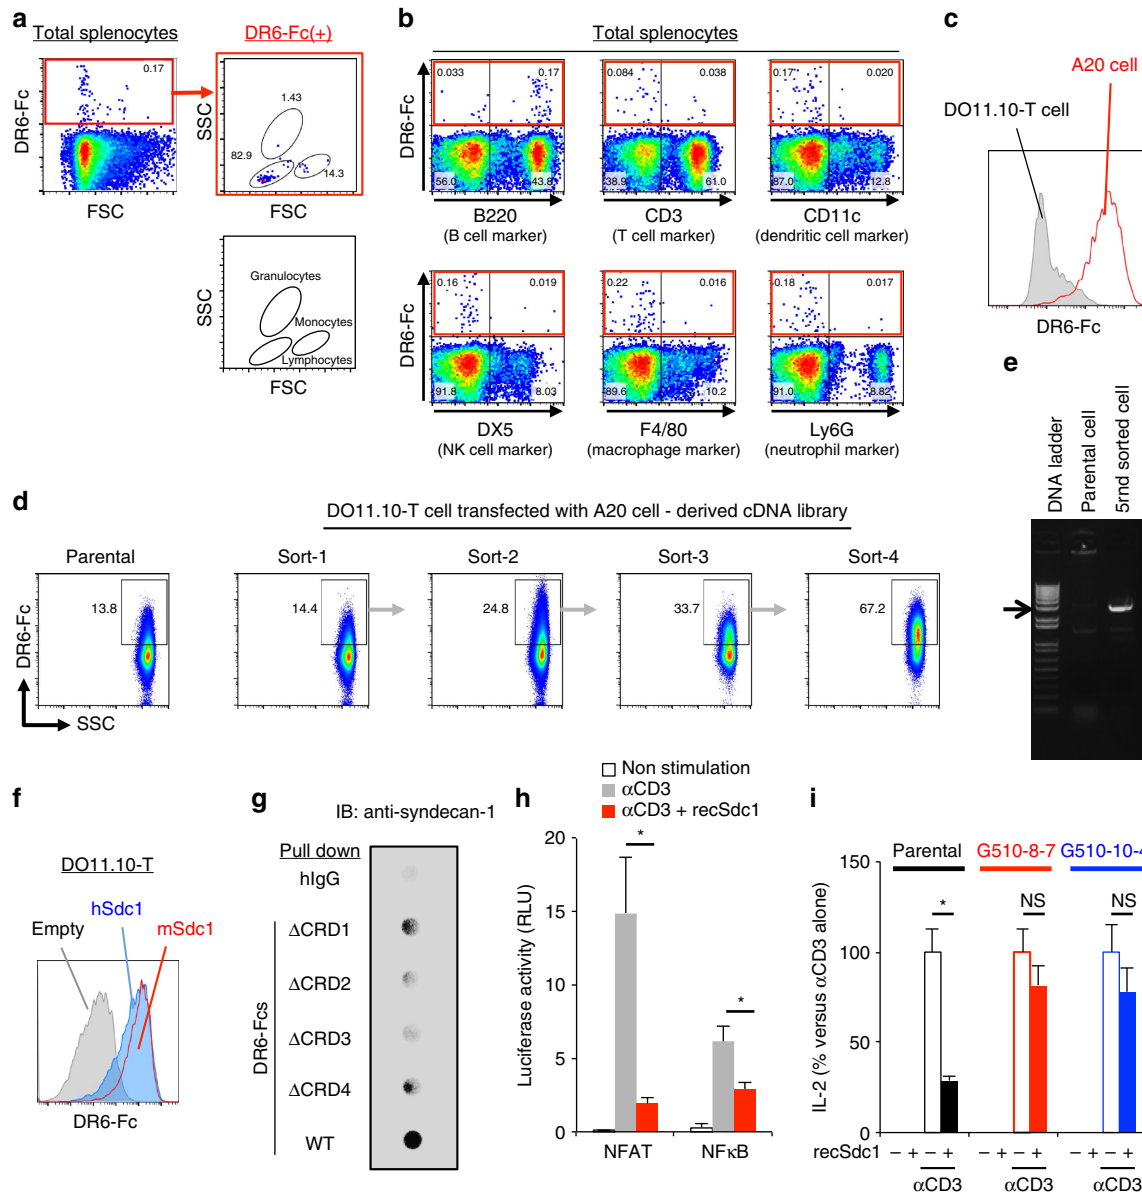 a
Total splenocytes
DR6-Fc(+)
0.17
DR6-Fc
FSC
SSC
1.43
82.9
14.3
FSC
SSC
Granulocytes
Monocytes
Lymphocytes
FSC
b
Total splenocytes
DR6-Fc
0.033
0.17
56.0
43.8
B220
(B cell marker)
0.084
0.038
38.9
61.0
CD3
(T cell marker)
0.17
0.020
87.0
12.8
CD11c
(dendritic cell marker)
DR6-Fc
0.16
0.019
91.8
8.03
DX5
(NK cell marker)
0.22
0.016
89.6
10.2
F4/80
(macrophage marker)
0.18
0.017
91.0
8.82
Ly6G
(neutrophil marker)
c
A20 cell
DO11.10-T cell
DR6-Fc
d
DO11.10-T cell transfected with A20 cell - derived cDNA library
Parental
Sort-1
Sort-2
Sort-3
Sort-4
13.8
14.4
24.8
33.7
67.2
DR6-Fc
SSC
e
DNA ladder
Parental cell
5rnd sorted cell
f
DO11.10-T
hSdc1
Empty
mSdc1
DR6-Fc
g
IB: anti-syndecan-1
Pull down
hIgG
ΔCRD1
ΔCRD2
ΔCRD3
ΔCRD4
WT
DR6-Fcs
h
Non stimulation
αCD3
αCD3 + recSdc1
Luciferase activity (RLU)
20
15
10
5
0
*
*
NFAT
NFκB
i
Parental
G510-8-7
G510-10-4
IL-2 (% versus αCD3 alone)
150
100
50
0
*
NS
NS
recSdc1
− + − + − + − + − + − +
αCD3
αCD3
αCD3